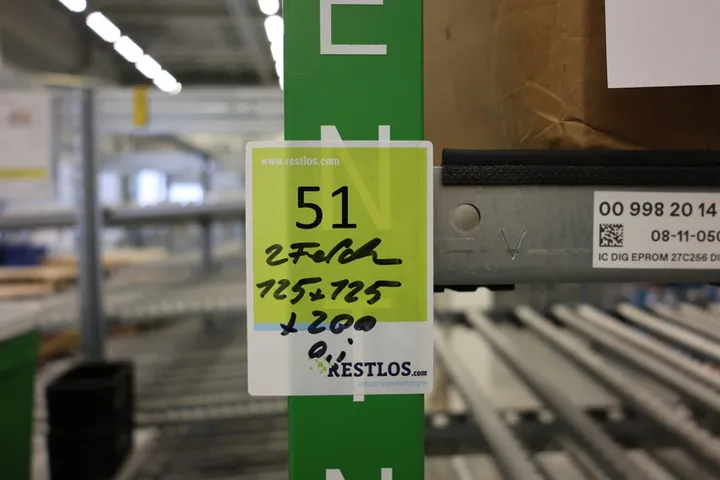 E
N
www.restlos.com
51
125x125
x200
RESTLOS.com
00 998 20 14
08-11-050
IC DIG EPROM 27C256 DI
N